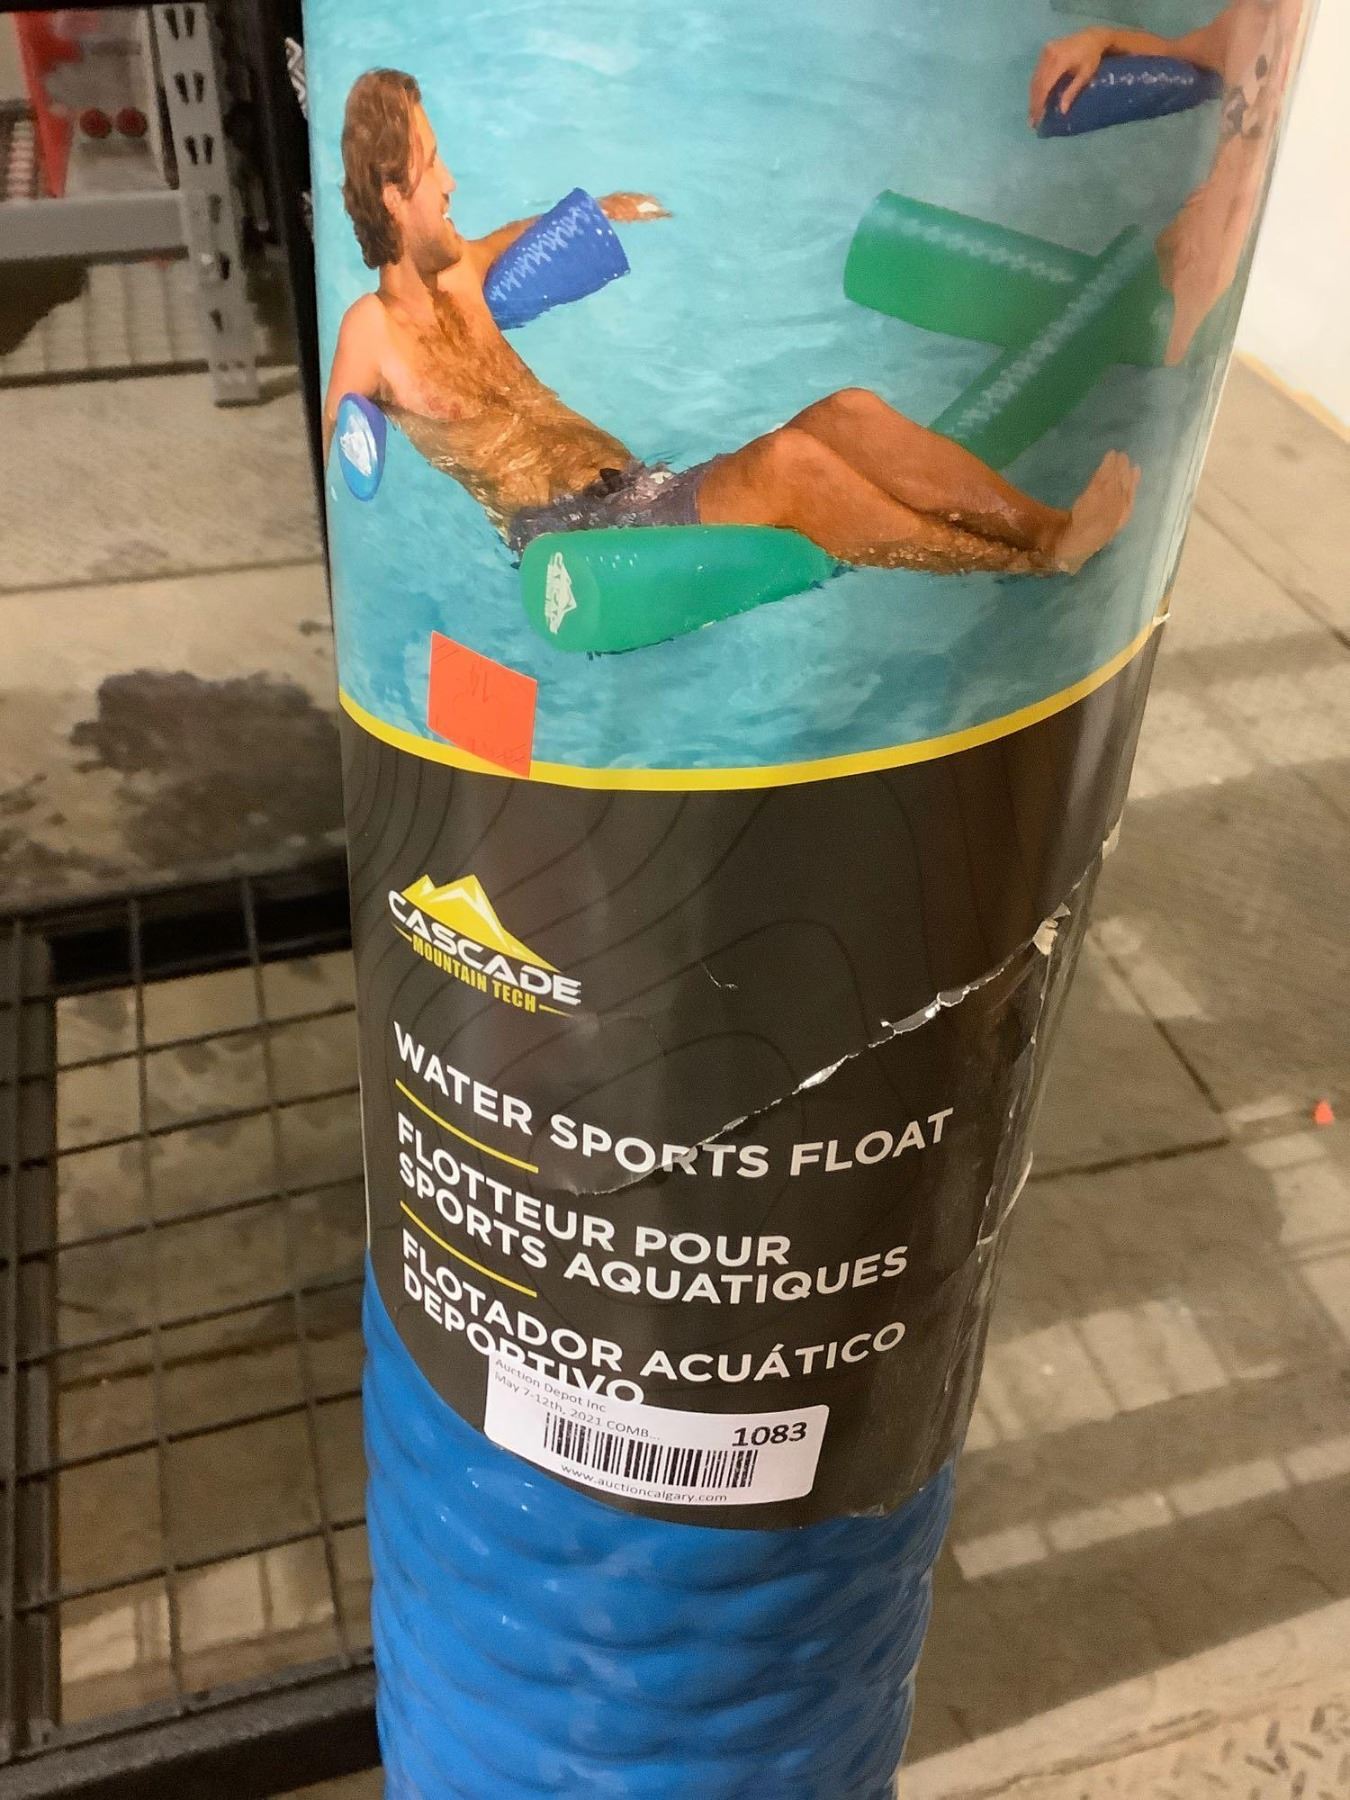 CASCADE
MOUNTAIN TECH
WATER SPORTS FLOAT
FLOTTEUR POUR
SPORTS AQUATIQUES
FLOTADOR ACUÁTICO
DEPORTIVO
Auction Depot Inc
May 7-12th, 2021 COMB...
1083
www.auctioncalgary.com